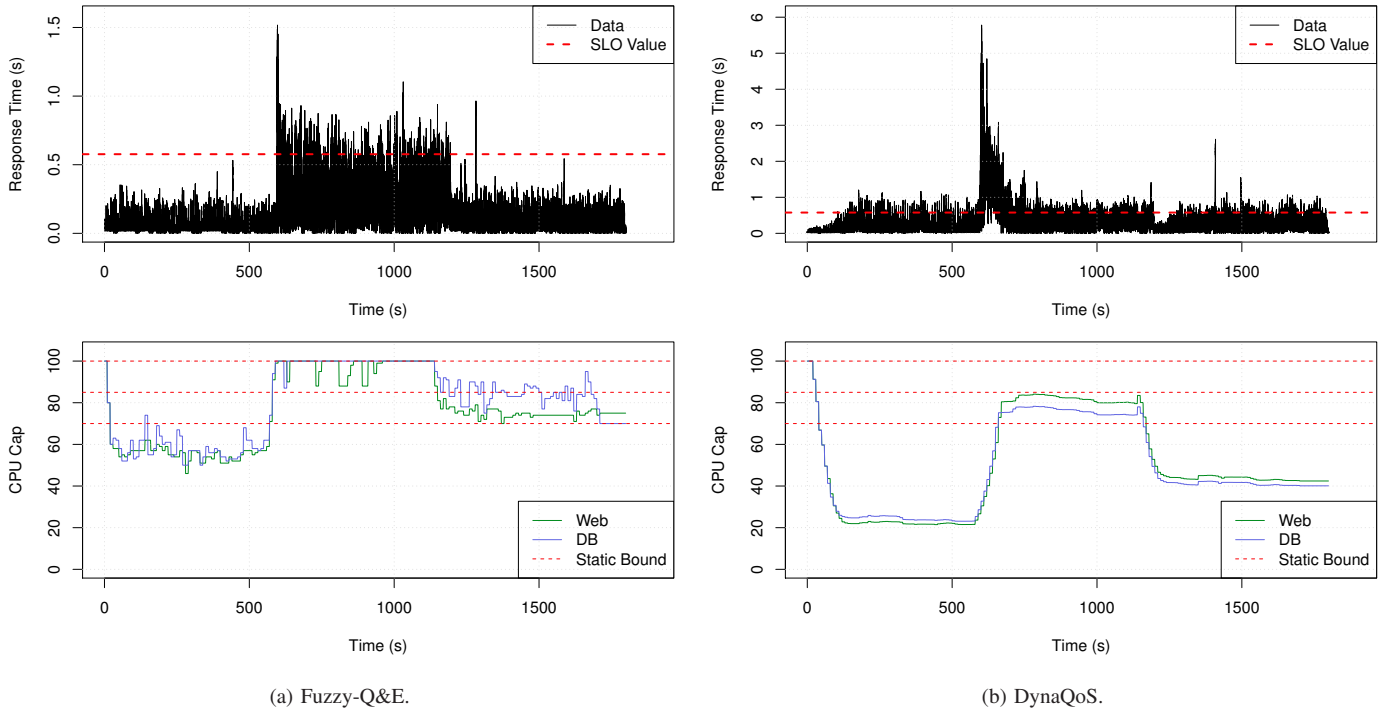 Response Time (s)
1.5
1.0
0.5
0.0
Data
SLO Value
0 500 1000 1500
Time (s)
Response Time (s)
6
5
4
3
2
1
0
Data
SLO Value
0 500 1000 1500
Time (s)
CPU Cap
100
80
60
40
20
0
Web
DB
Static Bound
0 500 1000 1500
Time (s)
CPU Cap
100
80
60
40
20
0
Web
DB
Static Bound
0 500 1000 1500
Time (s)
(a) Fuzzy-Q&E.
(b) DynaQoS.